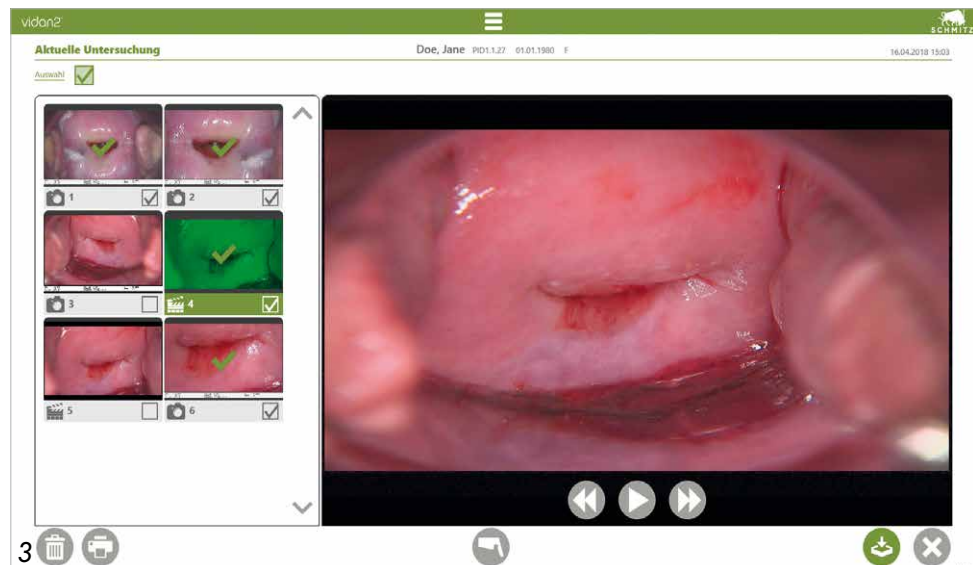 vidan2
SCHMITZ
Aktuelle Untersuchung
Doe, Jane PID1.1.27 01.01.1980 F
16.04.2018 15:03
Auswahl
1
2
3
4
5
6
3